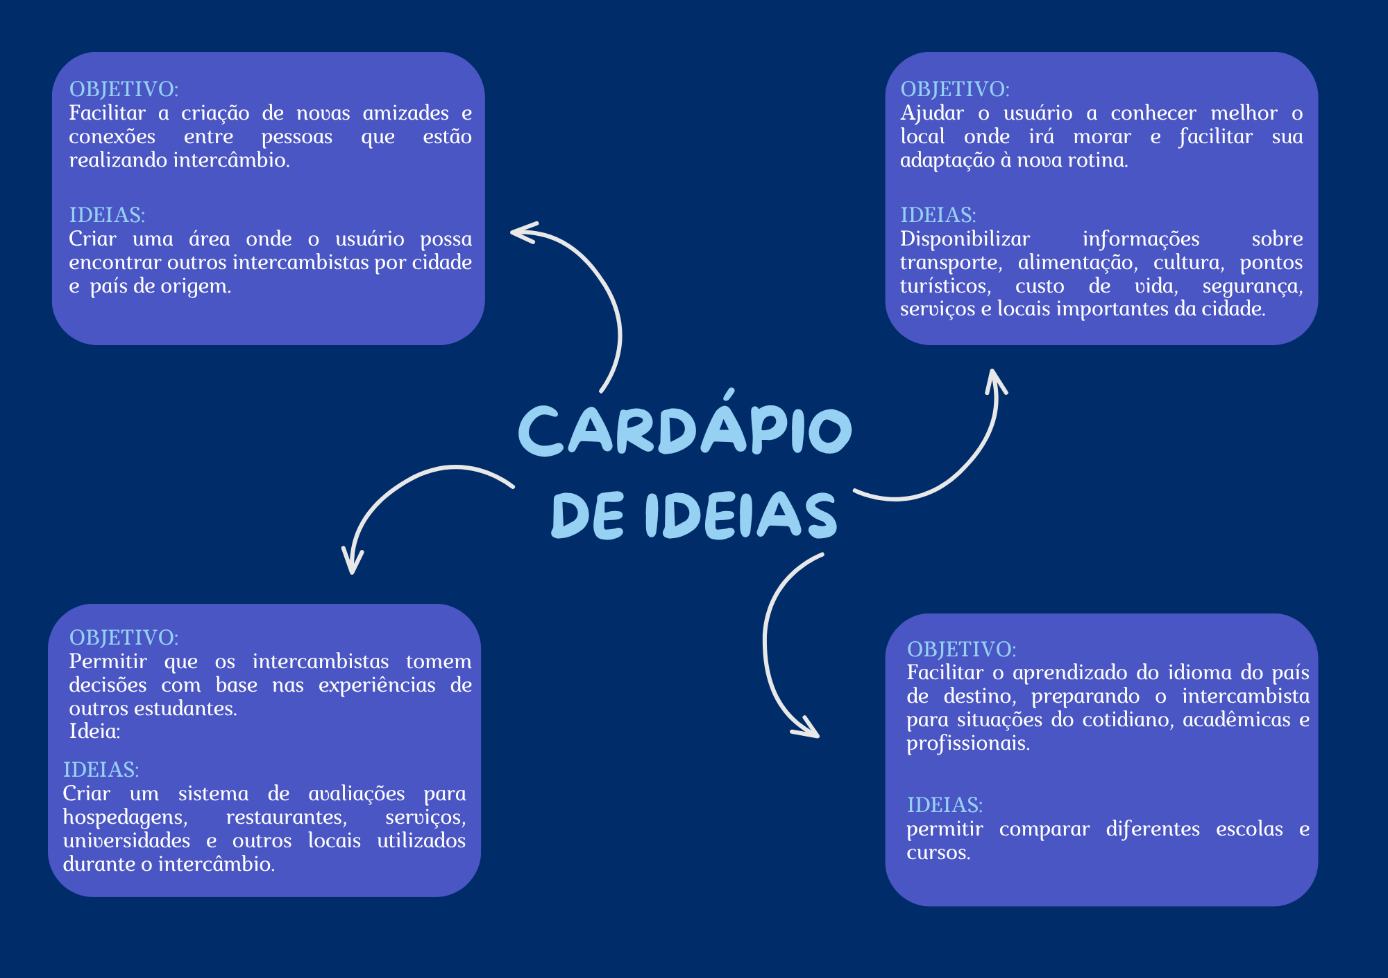 OBJETIVO:
Facilitar a criação de novas amizades e
conexões entre pessoas que estão
realizando intercâmbio.
IDEIAS:
Criar uma área onde o usuário possa
encontrar outros intercambistas por cidade
e país de origem.
OBJETIVO:
Ajudar o usuário a conhecer melhor o
local onde irá morar e facilitar sua
adaptação à nova rotina.
IDEIAS:
Disponibilizar informações sobre
transporte, alimentação, cultura, pontos
turísticos, custo de vida, segurança,
serviços e locais importantes da cidade.
CARDÁPIO
DE IDEIAS
OBJETIVO:
Permitir que os intercambistas tomem
decisões com base nas experiências de
outros estudantes.
Ideia:
IDEIAS:
Criar um sistema de avaliações para
hospedagens, restaurantes, serviços,
universidades e outros locais utilizados
durante o intercâmbio.
OBJETIVO:
Facilitar o aprendizado do idioma do país
de destino, preparando o intercambista
para situações do cotidiano, acadêmicas e
profissionais.
IDEIAS:
permitir comparar diferentes escolas e
cursos.